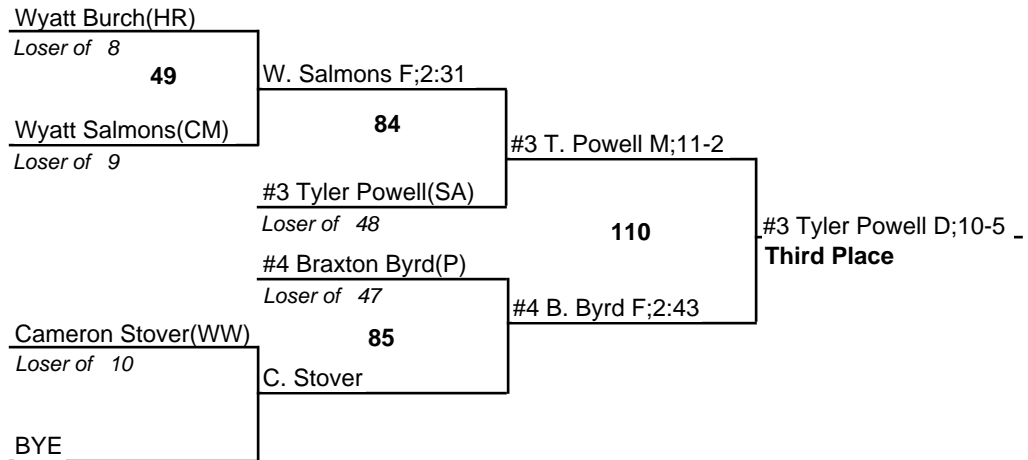 Wyatt Burch(HR)
Loser of 8
49
W. Salmons F;2:31
Wyatt Salmons(CM)
Loser of 9
84
#3 T. Powell M;11-2
#3 Tyler Powell(SA)
Loser of 48
110
#3 Tyler Powell D;10-5
Third Place
#4 Braxton Byrd(P)
Loser of 47
#4 B. Byrd F;2:43
Cameron Stover(WW)
Loser of 10
85
C. Stover
BYE